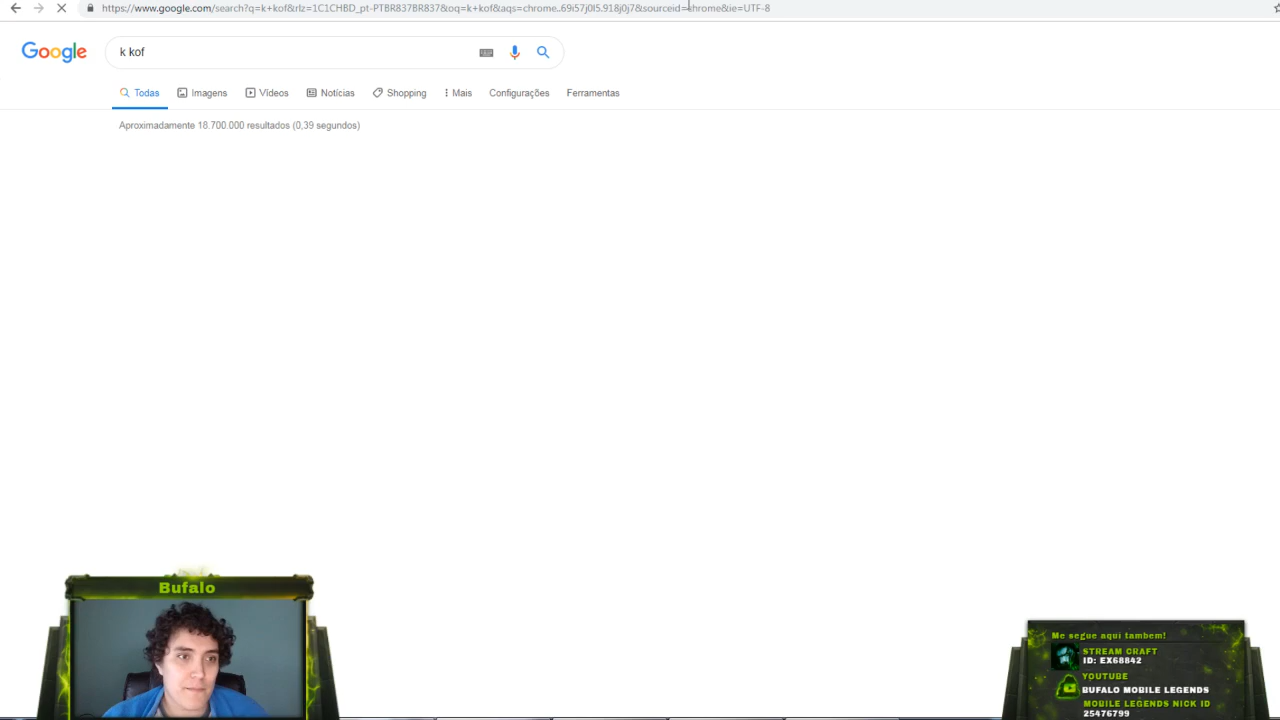 https://www.google.com/search?q=k+kof&rlz=1C1CHBD_pt-PTBR837BR837&oq=k+kof&aqs=chrome..69i57j0l5.918j0j7&sourceid=chrome&ie=UTF-8
Google
k kof
Todas Imagens Vídeos Notícias Shopping Mais Configurações Ferramentas
Aproximadamente 18.700.000 resultados (0,39 segundos)
Bufalo
Me segue aqui tambem!
STREAM CRAFT
ID: EX68842
YOUTUBE
BUFALO MOBILE LEGENDS
MOBILE LEGENDS NICK ID
25476799